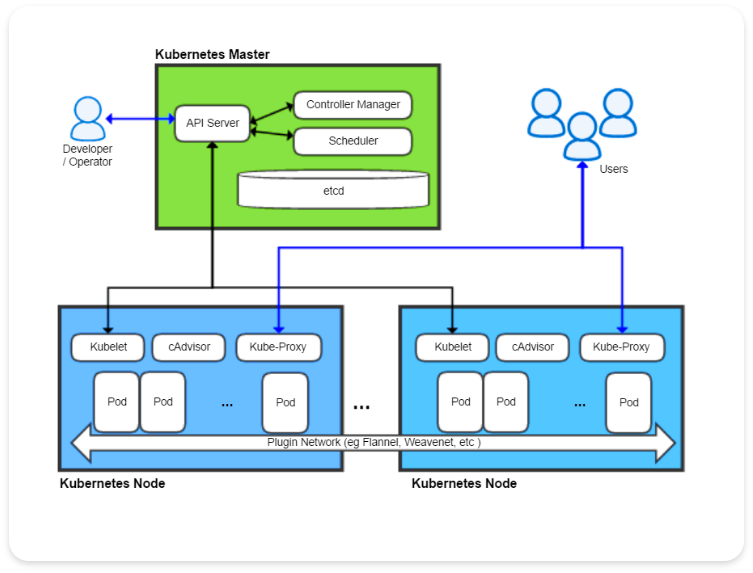 Kubernetes Master
API Server
Controller Manager
Scheduler
etcd
Developer
/ Operator
Users
Kubelet
cAdvisor
Kube-Proxy
Pod
Pod
...
Pod
...
Kubelet
cAdvisor
Kube-Proxy
Pod
Pod
...
Pod
Plugin Network (eg Flannel, Weavenet, etc )
Kubernetes Node
Kubernetes Node